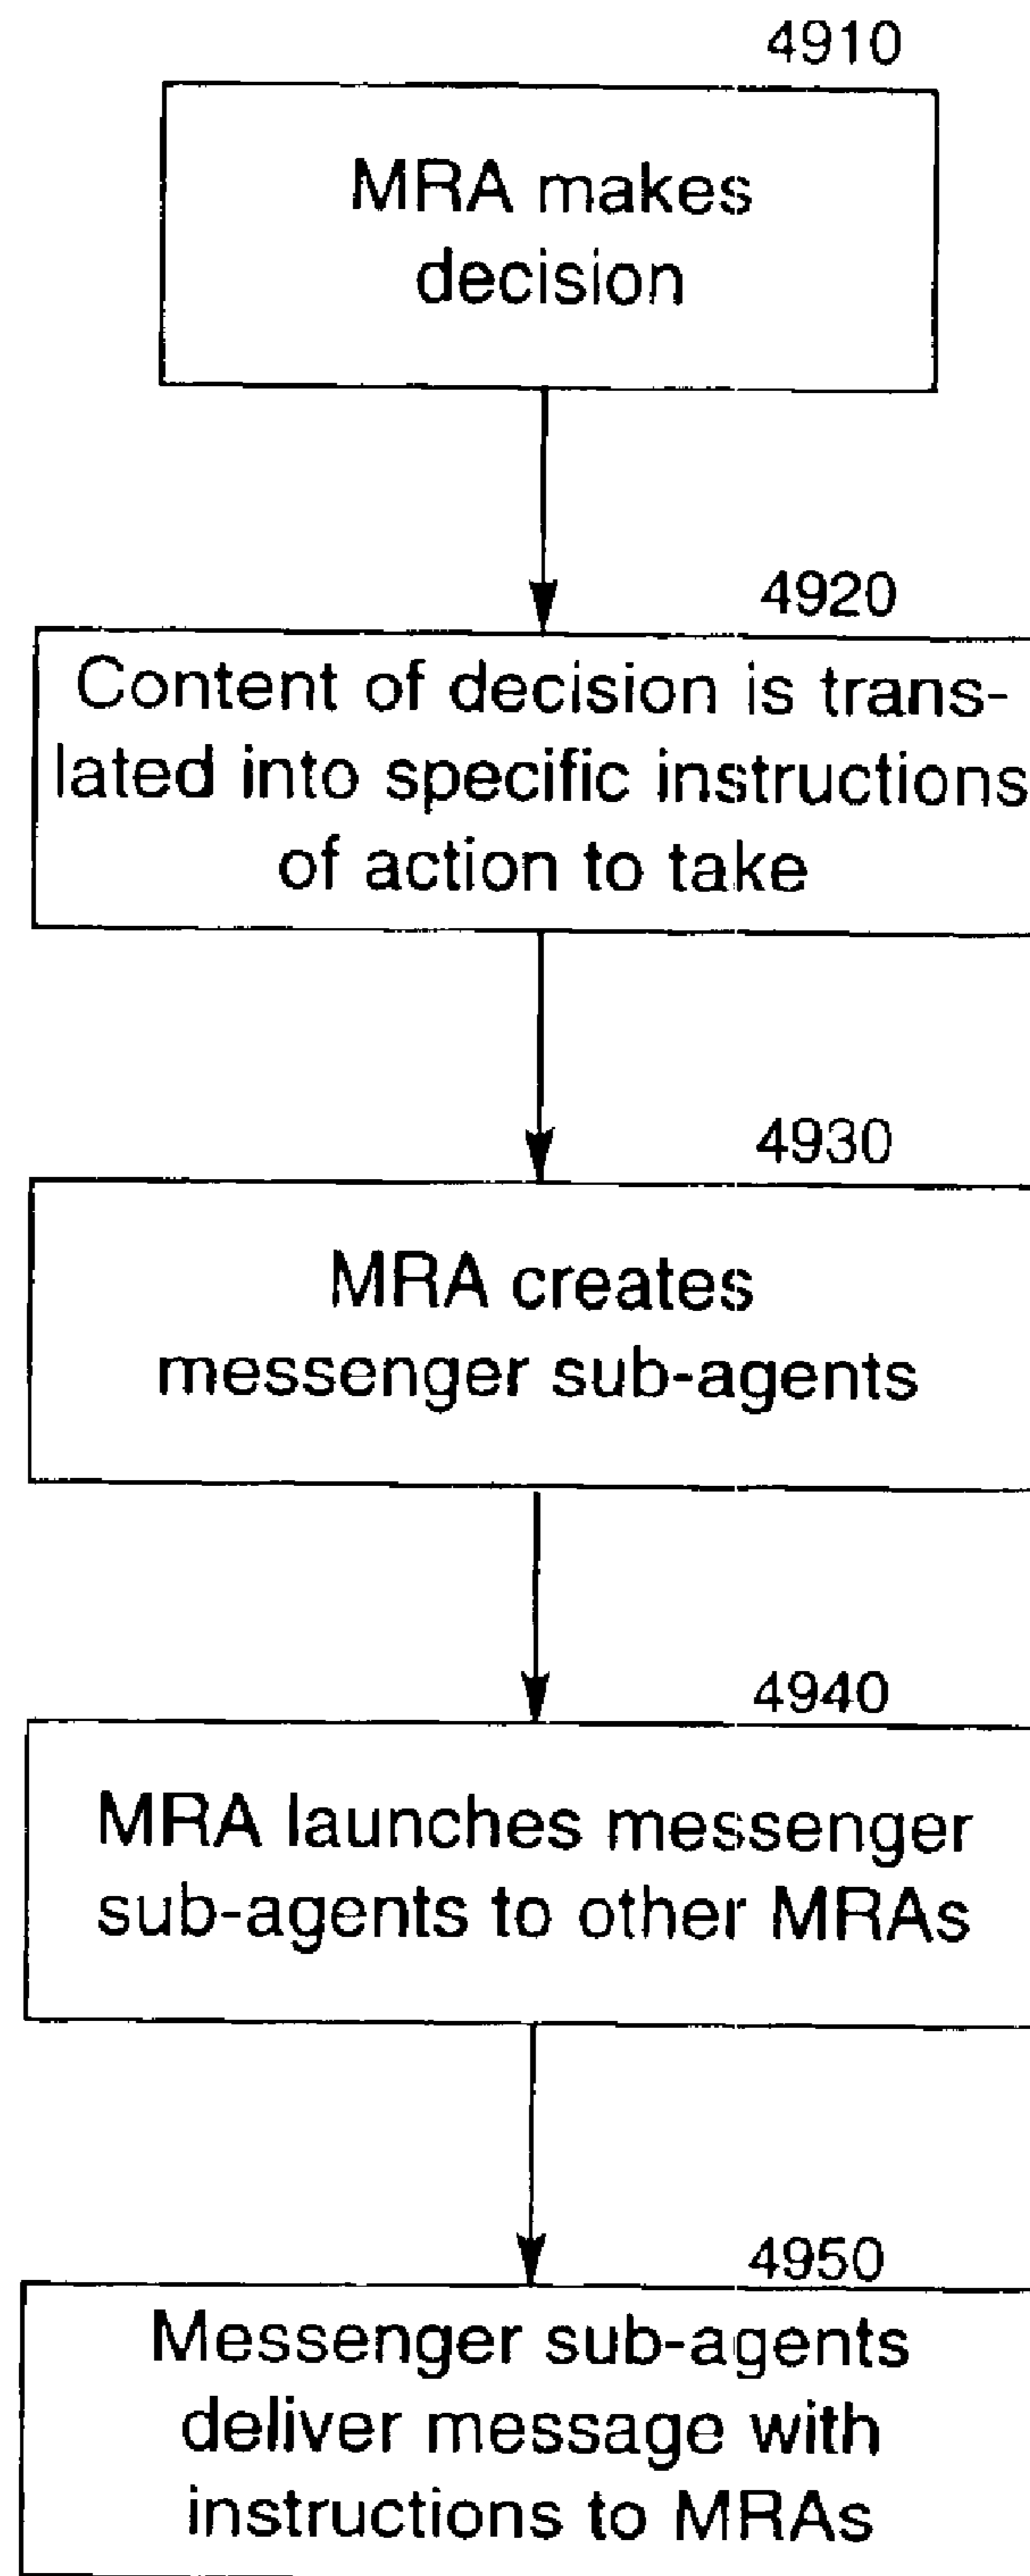 4910
MRA makes
decision
4920
Content of decision is trans-
lated into specific instructions
of action to take
4930
MRA creates
messenger sub-agents
4940
MRA launches messenger
sub-agents to other MRAs
4950
Messenger sub-agents
deliver message with
instructions to MRAs